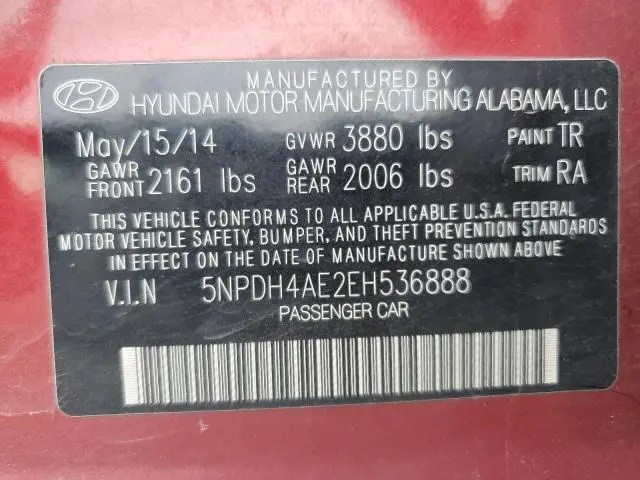 MANUFACTURED BY
HYUNDAI MOTOR MANUFACTURING ALABAMA, LLC
May/15/14 GVWR 3880 lbs PAINT TR
GAWR FRONT 2161 lbs GAWR REAR 2006 lbs TRIM RA
THIS VEHICLE CONFORMS TO ALL APPLICABLE U.S.A. FEDERAL
MOTOR VEHICLE SAFETY, BUMPER, AND THEFT PREVENTION STANDARDS
IN EFFECT ON THE DATE OF MANUFACTURE SHOWN ABOVE
V.I.N 5NPDH4AE2EH536888
PASSENGER CAR